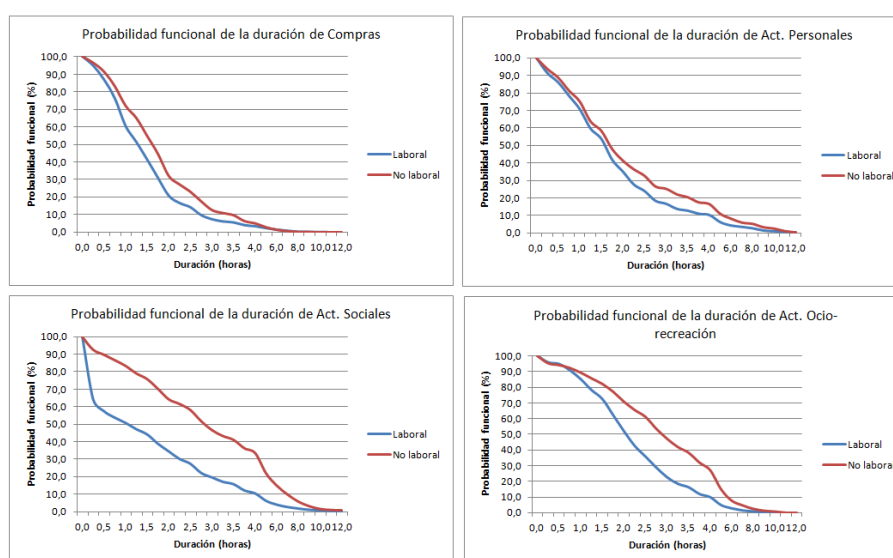 Probabilidad funcional de la duración de Compras
Probabilidad funcional (%)
100,0
90,0
80,0
70,0
60,0
50,0
40,0
30,0
20,0
10,0
0,0
0,0 0,5 1,0 1,5 2,0 2,5 3,0 3,5 4,0 6,0 8,0 10,0 12,0
Duración (horas)
Laboral
No laboral
Probabilidad funcional de la duración de Act. Personales
Probabilidad funcional (%)
100,0
90,0
80,0
70,0
60,0
50,0
40,0
30,0
20,0
10,0
0,0
0,0 0,5 1,0 1,5 2,0 2,5 3,0 3,5 4,0 6,0 8,0 10,0 12,0
Duración (horas)
Laboral
No laboral
Probabilidad funcional de la duración de Act. Sociales
Probabilidad funcional (%)
100,0
90,0
80,0
70,0
60,0
50,0
40,0
30,0
20,0
10,0
0,0
0,0 0,5 1,0 1,5 2,0 2,5 3,0 3,5 4,0 6,0 8,0 10,0 12,0
Duración (horas)
Laboral
No laboral
Probabilidad funcional de la duración de Act. Ocio-
recreación
Probabilidad funcional (%)
100,0
90,0
80,0
70,0
60,0
50,0
40,0
30,0
20,0
10,0
0,0
0,0 0,5 1,0 1,5 2,0 2,5 3,0 3,5 4,0 6,0 8,0 10,0 12,0
Duración (horas)
Laboral
No laboral